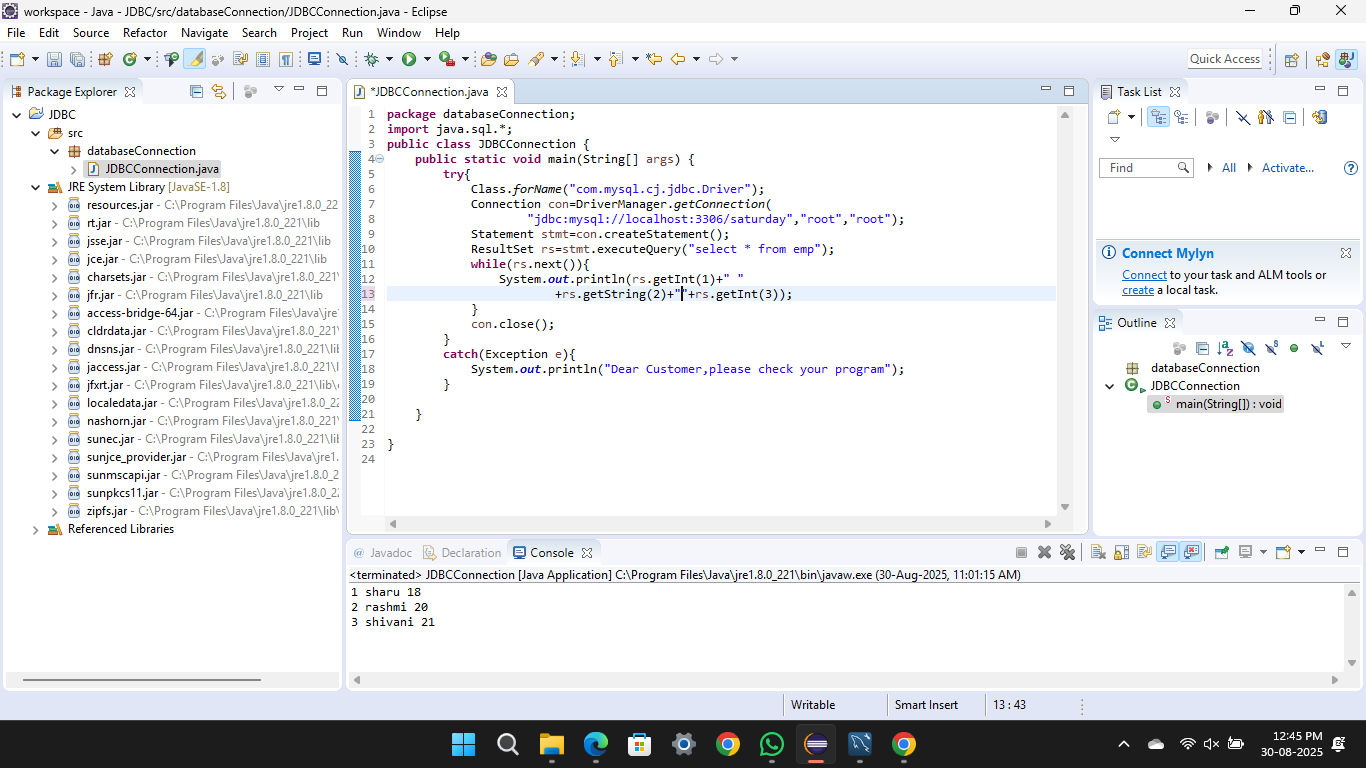 workspace - Java - JDBC/src/databaseConnection/JDBCConnection.java - Eclipse
File Edit Source Refactor Navigate Search Project Run Window Help
Quick Access
Package Explorer
JDBC
src
databaseConnection
JDBCConnection.java
JRE System Library [JavaSE-1.8]
resources.jar - C:\Program Files\Java\jre1.8.0_22
rt.jar - C:\Program Files\Java\jre1.8.0_221\lib
jsse.jar - C:\Program Files\Java\jre1.8.0_221\lib
jce.jar - C:\Program Files\Java\jre1.8.0_221\lib
charsets.jar - C:\Program Files\Java\jre1.8.0_221
jfr.jar - C:\Program Files\Java\jre1.8.0_221\lib
access-bridge-64.jar - C:\Program Files\Java\jre
cldrdata.jar - C:\Program Files\Java\jre1.8.0_221
dnsns.jar - C:\Program Files\Java\jre1.8.0_221\lib
jaccess.jar - C:\Program Files\Java\jre1.8.0_221\l
jfxrt.jar - C:\Program Files\Java\jre1.8.0_221\lib\
localedata.jar - C:\Program Files\Java\jre1.8.0_2
nashorn.jar - C:\Program Files\Java\jre1.8.0_221\
sunec.jar - C:\Program Files\Java\jre1.8.0_221\lib
sunjce_provider.jar - C:\Program Files\Java\jre1.
sunmscapi.jar - C:\Program Files\Java\jre1.8.0_2
sunpkcs11.jar - C:\Program Files\Java\jre1.8.0_2
zipfs.jar - C:\Program Files\Java\jre1.8.0_221\lib\
Referenced Libraries
*JDBCConnection.java
1 package databaseConnection;
2 import java.sql.*;
3 public class JDBCConnection {
4 public static void main(String[] args) {
5 try{
6 Class.forName("com.mysql.cj.jdbc.Driver");
7 Connection con=DriverManager.getConnection(
8 "jdbc:mysql://localhost:3306/saturday","root","root");
9 Statement stmt=con.createStatement();
10 ResultSet rs=stmt.executeQuery("select * from emp");
11 while(rs.next()){
12 System.out.println(rs.getInt(1)+" "
13 +rs.getString(2)+""+rs.getInt(3));
14 }
15 con.close();
16 }
17 catch(Exception e){
18 System.out.println("Dear Customer,please check your program");
19 }
20
21 }
22
23 }
24
Task List
Find All Activate...
Connect Mylyn
Connect to your task and ALM tools or
create a local task.
Outline
databaseConnection
JDBCConnection
main(String[]) : void
@ Javadoc Declaration Console
<terminated> JDBCConnection [Java Application] C:\Program Files\Java\jre1.8.0_221\bin\javaw.exe (30-Aug-2025, 11:01:15 AM)
1 sharu 18
2 rashmi 20
3 shivani 21
Writable Smart Insert 13 : 43
12:45 PM
30-08-2025